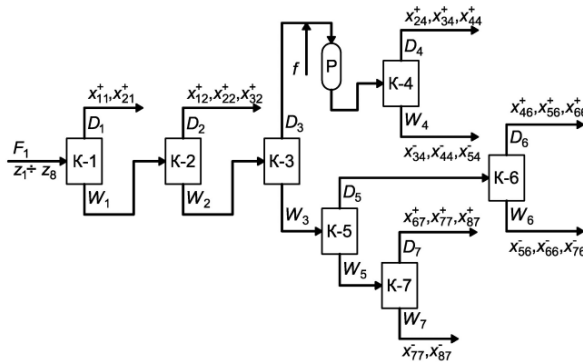 x⁺₂₄,x⁺₃₄,x⁺₄₄
D₄
P
f
К-4
W₄
x⁻₃₄,x⁻₄₄,x⁻₅₄
x⁺₁₁,x⁺₂₁
D₁
F₁
z₁÷ z₈
К-1
W₁
x⁺₁₂,x⁺₂₂,x⁺₃₂
D₂
К-2
W₂
D₃
К-3
W₃
x⁺₄₆,x⁺₅₆,x⁺₆₆
D₆
К-6
W₆
x⁻₅₆,x⁻₆₆,x⁻₇₆
D₅
К-5
W₅
x⁺₆₇,x⁺₇₇,x⁺₈₇
D₇
К-7
W₇
x⁻₇₇,x⁻₈₇